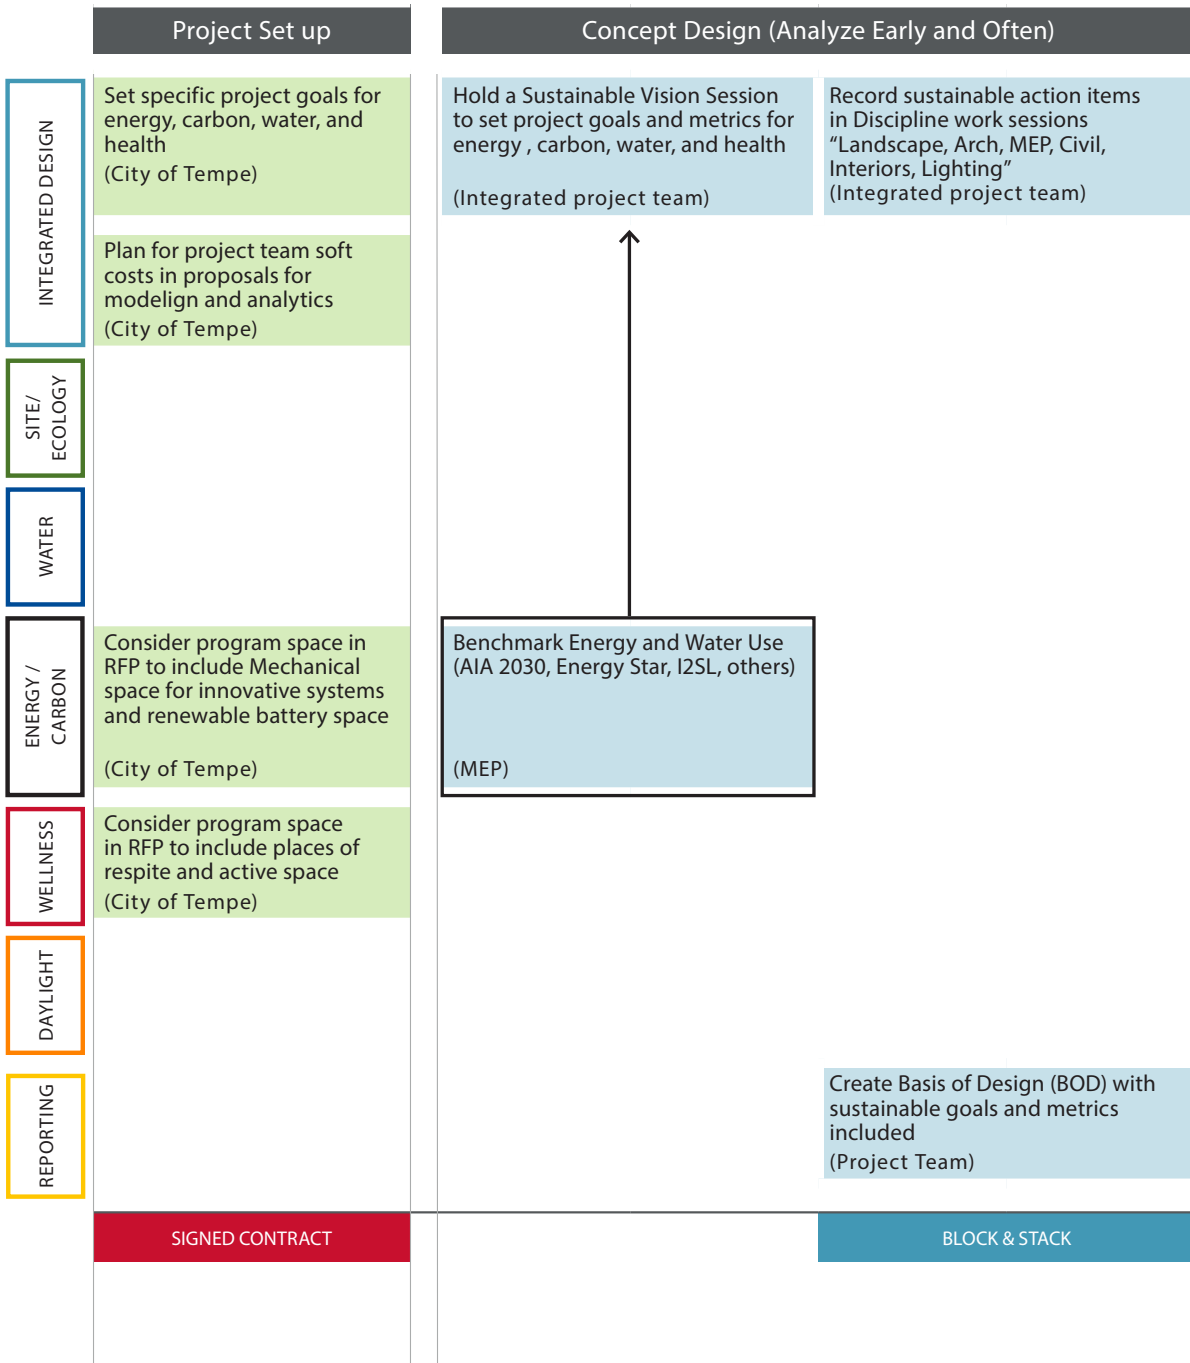 Project Set up
Concept Design (Analyze Early and Often)
INTEGRATED DESIGN
Set specific project goals for
energy, carbon, water, and
health
(City of Tempe)
Plan for project team soft
costs in proposals for
modelign and analytics
(City of Tempe)
Hold a Sustainable Vision Session
to set project goals and metrics for
energy , carbon, water, and health
(Integrated project team)
Record sustainable action items
in Discipline work sessions
“Landscape, Arch, MEP, Civil,
Interiors, Lighting”
(Integrated project team)
SITE/
ECOLOGY
WATER
ENERGY /
CARBON
Consider program space in
RFP to include Mechanical
space for innovative systems
and renewable battery space
(City of Tempe)
Benchmark Energy and Water Use
(AIA 2030, Energy Star, I2SL, others)
(MEP)
WELLNESS
Consider program space
in RFP to include places of
respite and active space
(City of Tempe)
DAYLIGHT
REPORTING
Create Basis of Design (BOD) with
sustainable goals and metrics
included
(Project Team)
SIGNED CONTRACT
BLOCK & STACK